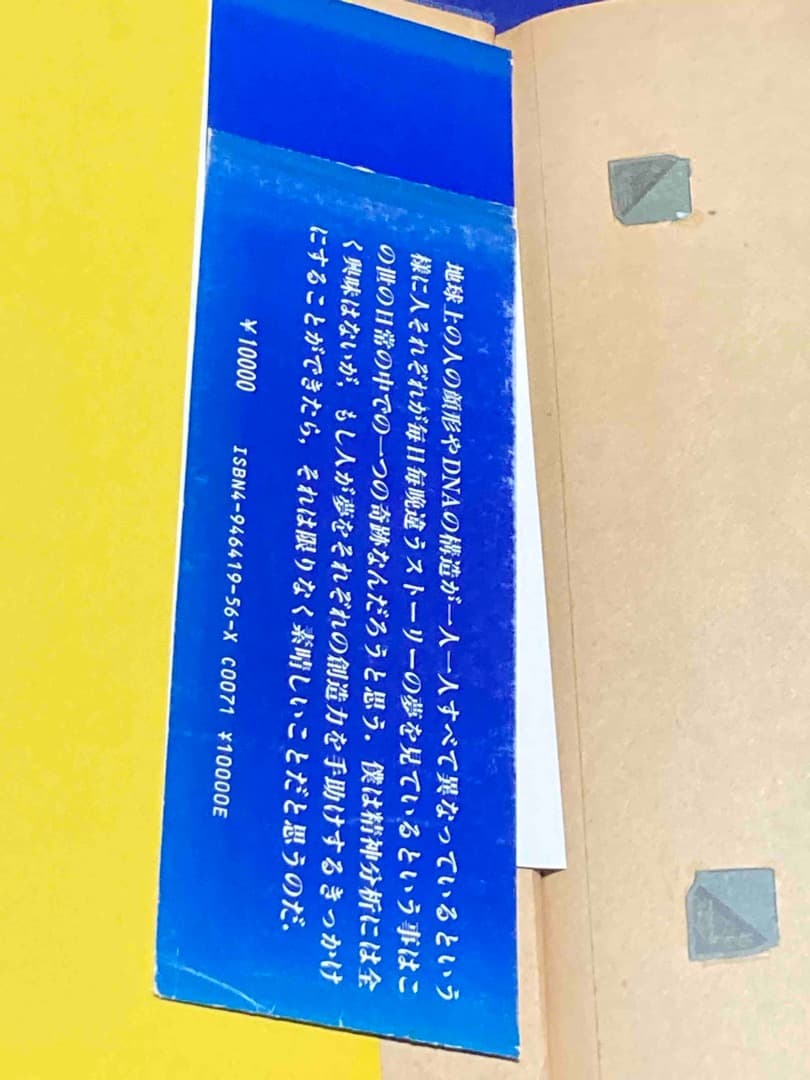 地球上の人の顔形やDNAの構造が一人一人すべて異なっているという
様に人それぞれが毎日毎晩違うストーリーの夢を見ているという事はこ
の世の日常の中での一つの奇跡なんだろうと思う．僕は精神分析には全
く興味はないが，もし人が夢をそれぞれの創造力を手助けするきっかけ
にすることができたら，それは限りなく素晴しいことだと思うのだ．
¥10000
ISBN4-946419-56-X C0071 ¥10000E